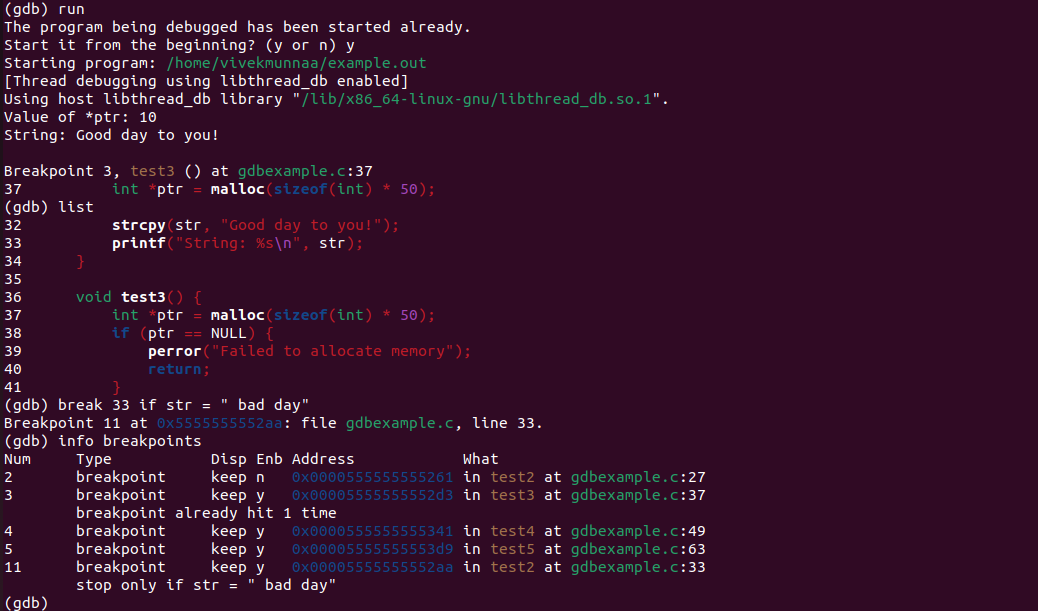 (gdb) run
The program being debugged has been started already.
Start it from the beginning? (y or n) y
Starting program: /home/vivekmunnaa/example.out
[Thread debugging using libthread_db enabled]
Using host libthread_db library "/lib/x86_64-linux-gnu/libthread_db.so.1".
Value of *ptr: 10
String: Good day to you!

Breakpoint 3, test3 () at gdbexample.c:37
37          int *ptr = malloc(sizeof(int) * 50);
(gdb) list
32          strcpy(str, "Good day to you!");
33          printf("String: %s\n", str);
34      }
35
36      void test3() {
37          int *ptr = malloc(sizeof(int) * 50);
38          if (ptr == NULL) {
39              perror("Failed to allocate memory");
40              return;
41          }
(gdb) break 33 if str = " bad day"
Breakpoint 11 at 0x5555555552aa: file gdbexample.c, line 33.
(gdb) info breakpoints
Num     Type           Disp Enb Address            What
2       breakpoint     keep n   0x0000555555555261 in test2 at gdbexample.c:27
3       breakpoint     keep y   0x00005555555552d3 in test3 at gdbexample.c:37
        breakpoint already hit 1 time
4       breakpoint     keep y   0x0000555555555341 in test4 at gdbexample.c:49
5       breakpoint     keep y   0x00005555555553d9 in test5 at gdbexample.c:63
11      breakpoint     keep y   0x00005555555552aa in test2 at gdbexample.c:33
        stop only if str = " bad day"
(gdb)